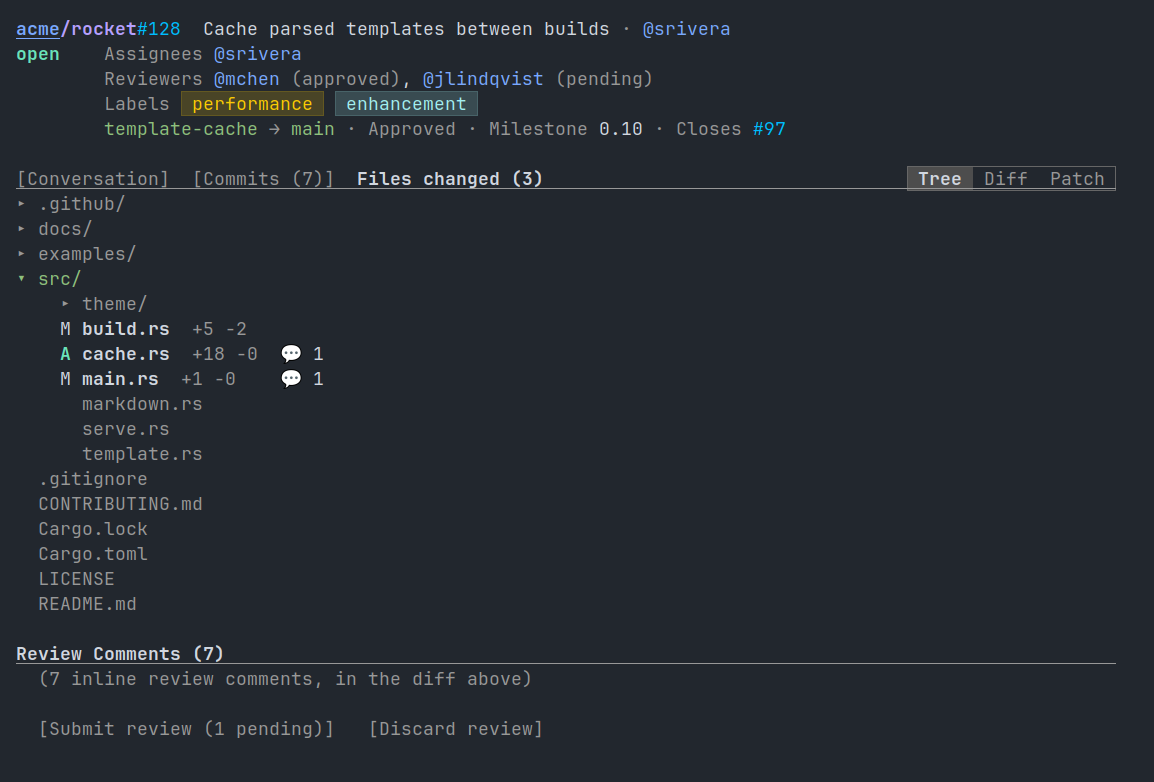 acme/rocket#128  Cache parsed templates between builds · @srivera
open    Assignees @srivera
Reviewers @mchen (approved), @jlindqvist (pending)
Labels  performance   enhancement
template-cache → main · Approved · Milestone 0.10 · Closes #97
[Conversation]  [Commits (7)]  Files changed (3)    Tree  Diff  Patch
▸ .github/
▸ docs/
▸ examples/
▾ src/
▸ theme/
M build.rs  +5 -2
A cache.rs  +18 -0  💬 1
M main.rs  +1 -0    💬 1
markdown.rs
serve.rs
template.rs
.gitignore
CONTRIBUTING.md
Cargo.lock
Cargo.toml
LICENSE
README.md
Review Comments (7)
(7 inline review comments, in the diff above)
[Submit review (1 pending)]   [Discard review]